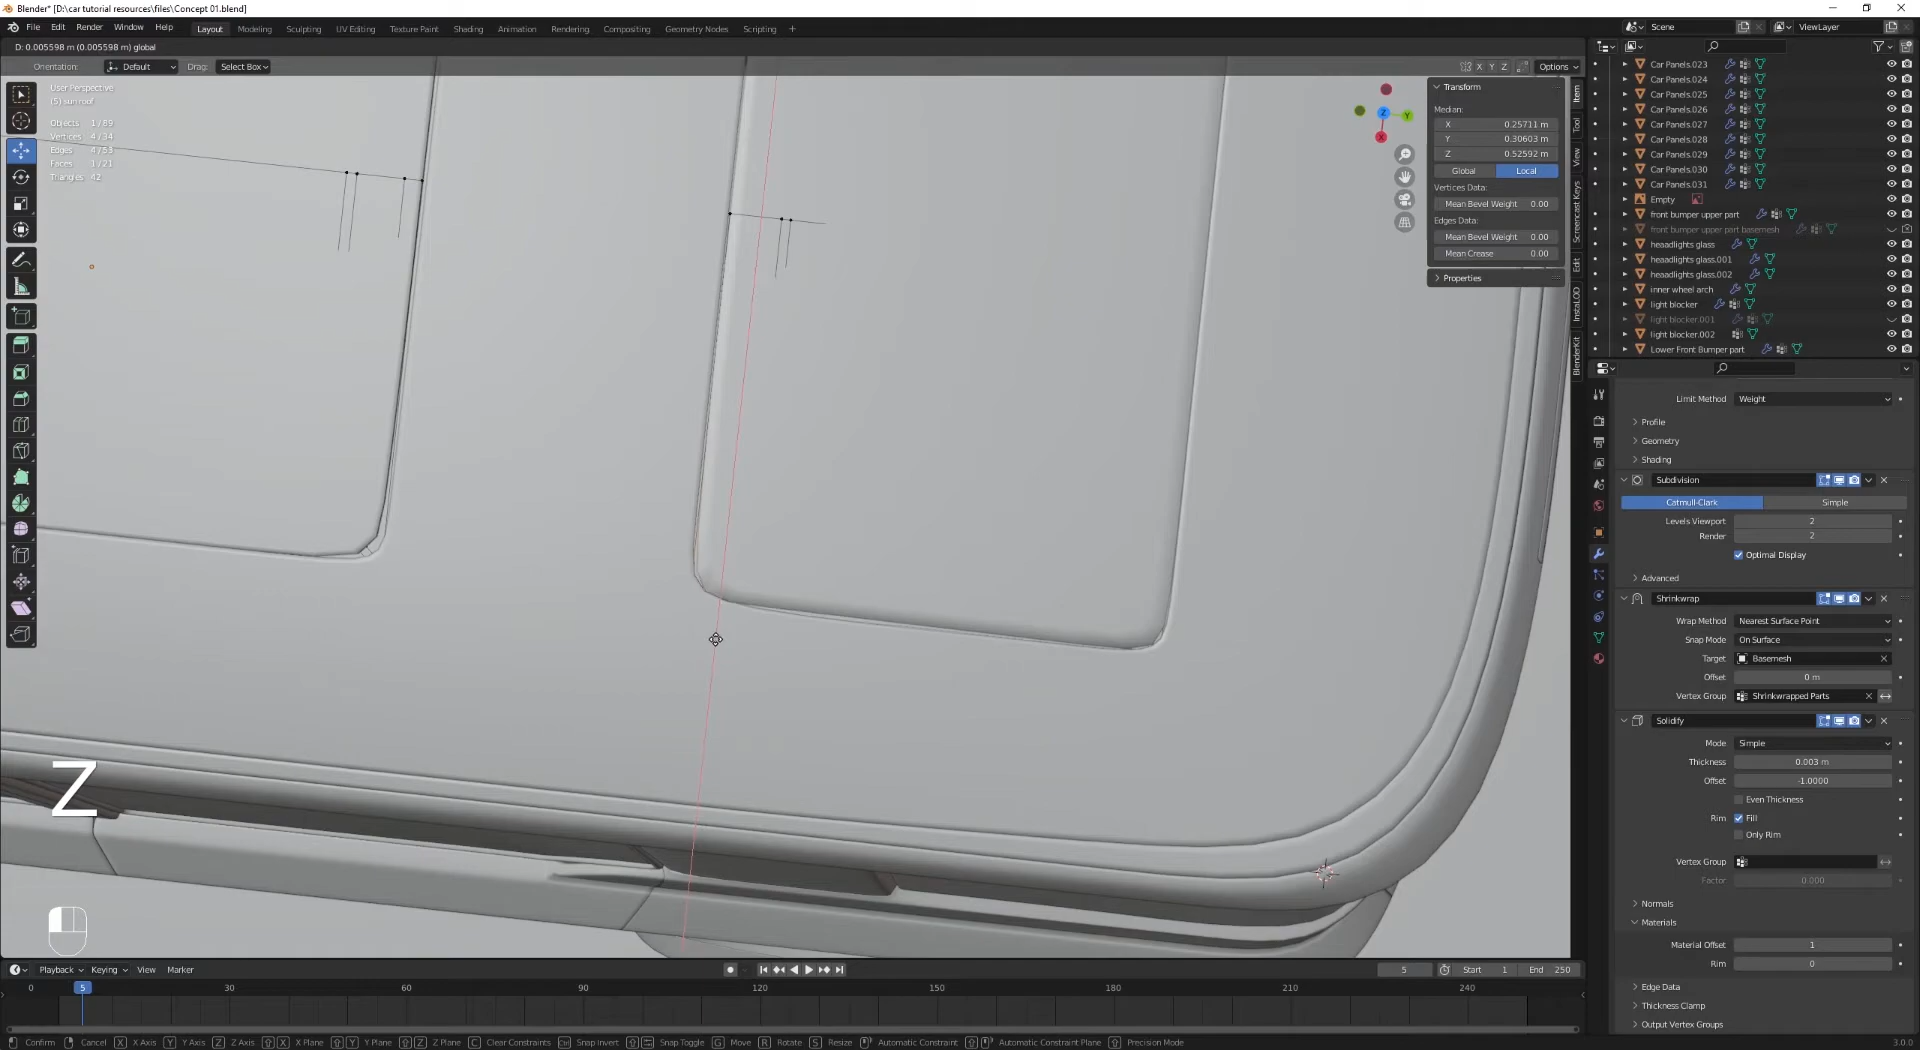 Blender* [D:\car tutorial resources\files\Concept 01.blend]
File Edit Render Window Help Layout Modeling Sculpting UV Editing Texture Paint Shading Animation Rendering Compositing Geometry Nodes Scripting + Scene ViewLayer
D: 0.005598 m (0.005598 m) global
Orientation: Default Drag: Select Box X Y Z Options
User Perspective
(5) sun roof
Objects 1/89
Vertices 4/34
Edges 4/53
Faces 1/21
Triangles 42
Z Y X
Transform
Median:
X 0.25711 m
Y 0.30603 m
Z 0.52592 m
Global Local
Vertices Data:
Mean Bevel Weight 0.00
Edges Data:
Mean Bevel Weight 0.00
Mean Crease 0.00
Properties
Item
Tool
View
Screencast Keys
Edit
InstaLOD
BlenderKit
Car Panels.023
Car Panels.024
Car Panels.025
Car Panels.026
Car Panels.027
Car Panels.028
Car Panels.029
Car Panels.030
Car Panels.031
Empty
front bumper upper part
front bumper upper part basemesh
heaadlights glass
heaadlights glass.001
heaadlights glass.002
inner wheel arch
light blocker
light blocker.001
light blocker.002
Lower Front Bumper part
Limit Method Weight
Profile
Geometry
Shading
Subdivision
Catmull-Clark Simple
Levels Viewport 2
Render 2
Optimal Display
Advanced
Shrinkwrap
Wrap Method Nearest Surface Point
Snap Mode On Surface
Target Basemesh
Offset 0 m
Vertex Group Shrinkwrapped Parts
Solidify
Mode Simple
Thickness 0.003 m
Offset -1.0000
Even Thickness
Rim Fill
Only Rim
Vertex Group
Factor 0.000
Normals
Materials
Material Offset 1
Rim 0
Edge Data
Thickness Clamp
Output Vertex Groups
Z
Playback Keying View Marker 5 Start 1 End 250
0 5 30 60 90 120 150 180 210 240
Confirm Cancel X X Axis Y Y Axis Z Z Axis X X Plane Y Y Plane Z Z Plane C Clear Constraints Ctrl Snap Invert Snap Toggle G Move R Rotate S Resize Automatic Constraint Automatic Constraint Plane Precision Mode 3.0.0